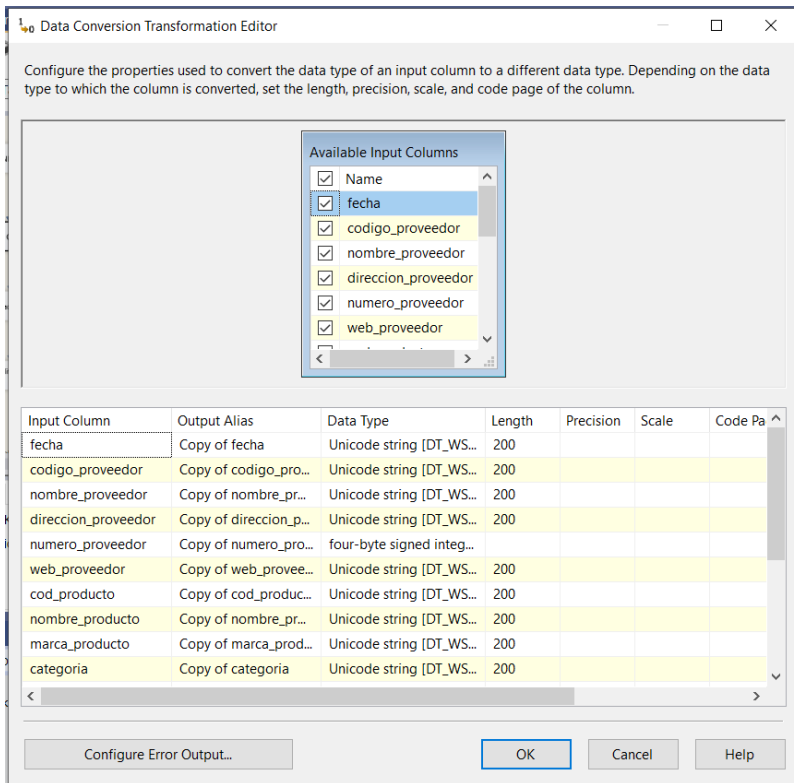 Data Conversion Transformation Editor
Configure the properties used to convert the data type of an input column to a different data type. Depending on the data
type to which the column is converted, set the length, precision, scale, and code page of the column.
Available Input Columns
Name
fecha
codigo_proveedor
nombre_proveedor
direccion_proveedor
numero_proveedor
web_proveedor
Input Column Output Alias Data Type Length Precision Scale Code Pa
fecha Copy of fecha Unicode string [DT_WS... 200
codigo_proveedor Copy of codigo_pro... Unicode string [DT_WS... 200
nombre_proveedor Copy of nombre_pr... Unicode string [DT_WS... 200
direccion_proveedor Copy of direccion_p... Unicode string [DT_WS... 200
numero_proveedor Copy of numero_pro... four-byte signed integ...
web_proveedor Copy of web_provee... Unicode string [DT_WS... 200
cod_producto Copy of cod_produc... Unicode string [DT_WS... 200
nombre_producto Copy of nombre_pr... Unicode string [DT_WS... 200
marca_producto Copy of marca_prod... Unicode string [DT_WS... 200
categoria Copy of categoria Unicode string [DT_WS... 200
Configure Error Output... OK Cancel Help